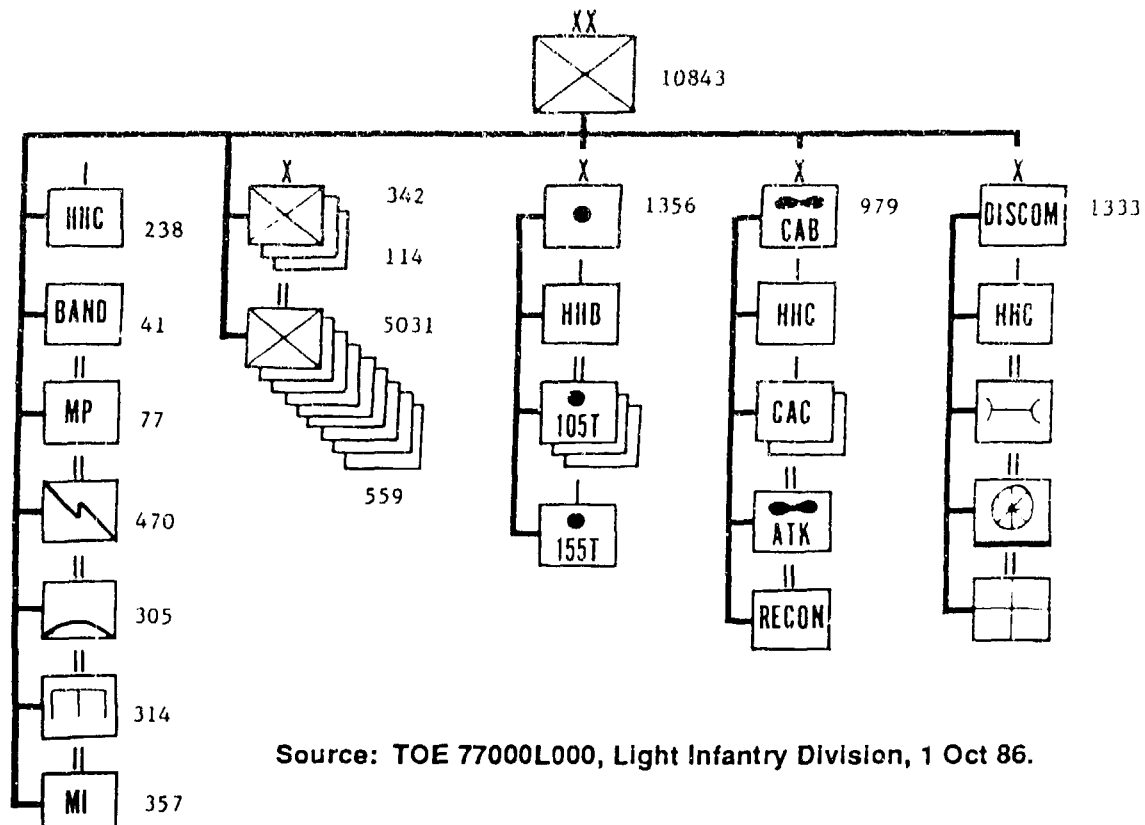 XX
10843
I
HHC
238
BAND
41
II
MP
77
II
470
II
305
II
314
II
MI
357
X
342
114
II
5031
559
X
1356
I
HHB
II
105T
I
155T
X
CAB
979
I
HHC
I
CAC
II
ATK
II
RECON
X
DISCOM
1333
I
HHC
II
II
II
Source: TOE 77000L000, Light Infantry Division, 1 Oct 86.